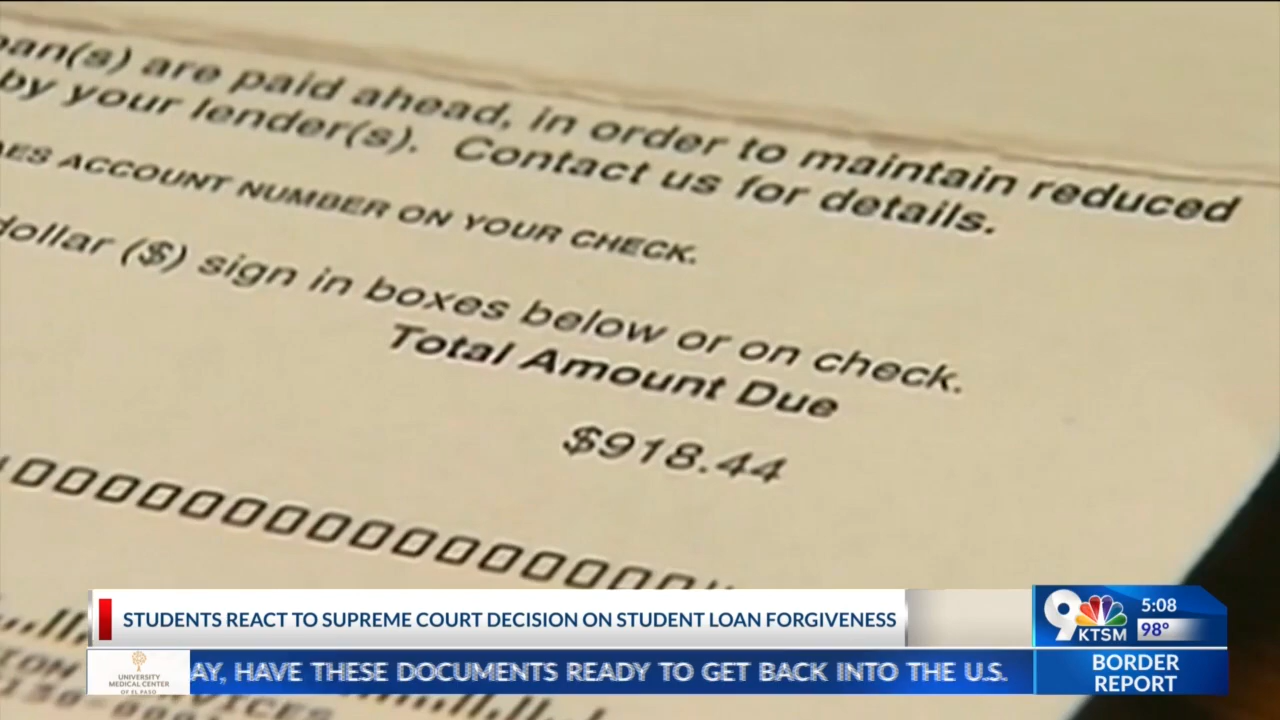 an(s) are paid ahead, in order to maintain reduced
by your lender(s). Contact us for details.
AES ACCOUNT NUMBER ON YOUR CHECK.
dollar ($) sign in boxes below or on check.
Total Amount Due
$918.44
STUDENTS REACT TO SUPREME COURT DECISION ON STUDENT LOAN FORGIVENESS
9 KTSM
5:08
98°
UNIVERSITY
MEDICAL CENTER
OF EL PASO
AY, HAVE THESE DOCUMENTS READY TO GET BACK INTO THE U.S.
BORDER
REPORT